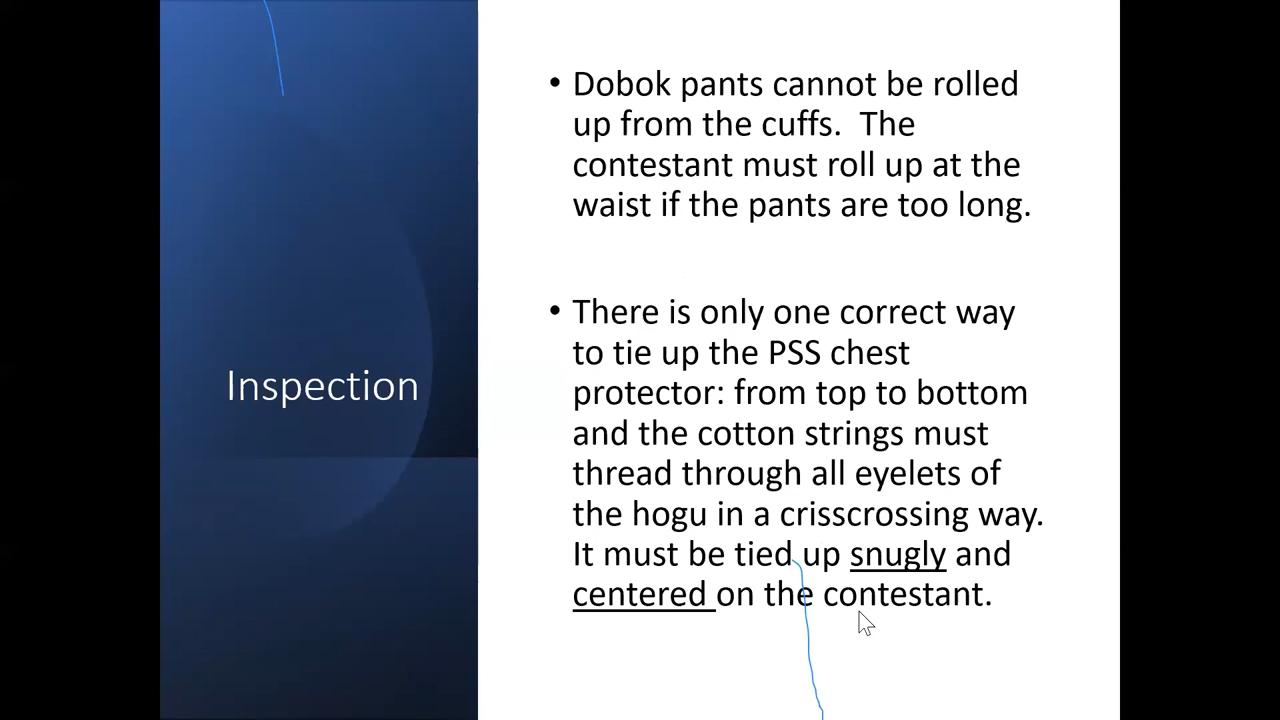 Inspection
• Dobok pants cannot be rolled
up from the cuffs.  The
contestant must roll up at the
waist if the pants are too long.
• There is only one correct way
to tie up the PSS chest
protector: from top to bottom
and the cotton strings must
thread through all eyelets of
the hogu in a crisscrossing way.
It must be tied up snugly and
centered on the contestant.